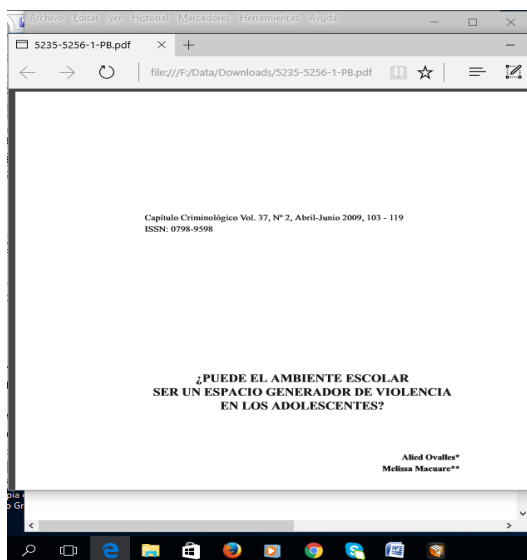 Archivo Editar Ver Historial Marcadores Herramientas Ayuda
5235-5256-1-PB.pdf
file:///F:/Data/Downloads/5235-5256-1-PB.pdf
Capítulo Criminológico Vol. 37, Nº 2, Abril-Junio 2009, 103 - 119
ISSN: 0798-9598
¿PUEDE EL AMBIENTE ESCOLAR
SER UN ESPACIO GENERADOR DE VIOLENCIA
EN LOS ADOLESCENTES?
Alied Ovalles*
Melissa Macuare**